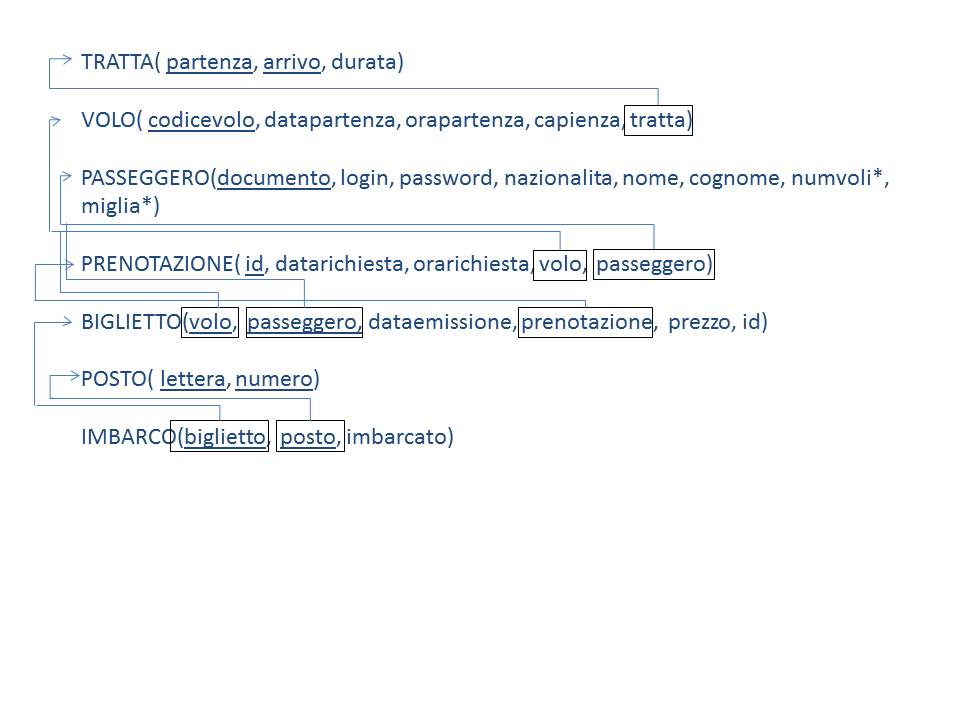 TRATTA( partenza, arrivo, durata)
VOLO( codicevolo, datapartenza, orapartenza, capienza, tratta)
PASSEGGERO(documento, login, password, nazionalita, nome, cognome, numvoli*,
miglia*)
PRENOTAZIONE( id, datarichiesta, orarichiesta, volo, passeggero)
BIGLIETTO(volo, passeggero, dataemissione, prenotazione, prezzo, id)
POSTO( lettera, numero)
IMBARCO(biglietto, posto, imbarcato)